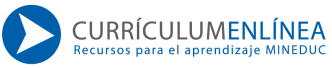 CURRÍCULUMENLÍNEA
Recursos para el aprendizaje MINEDUC